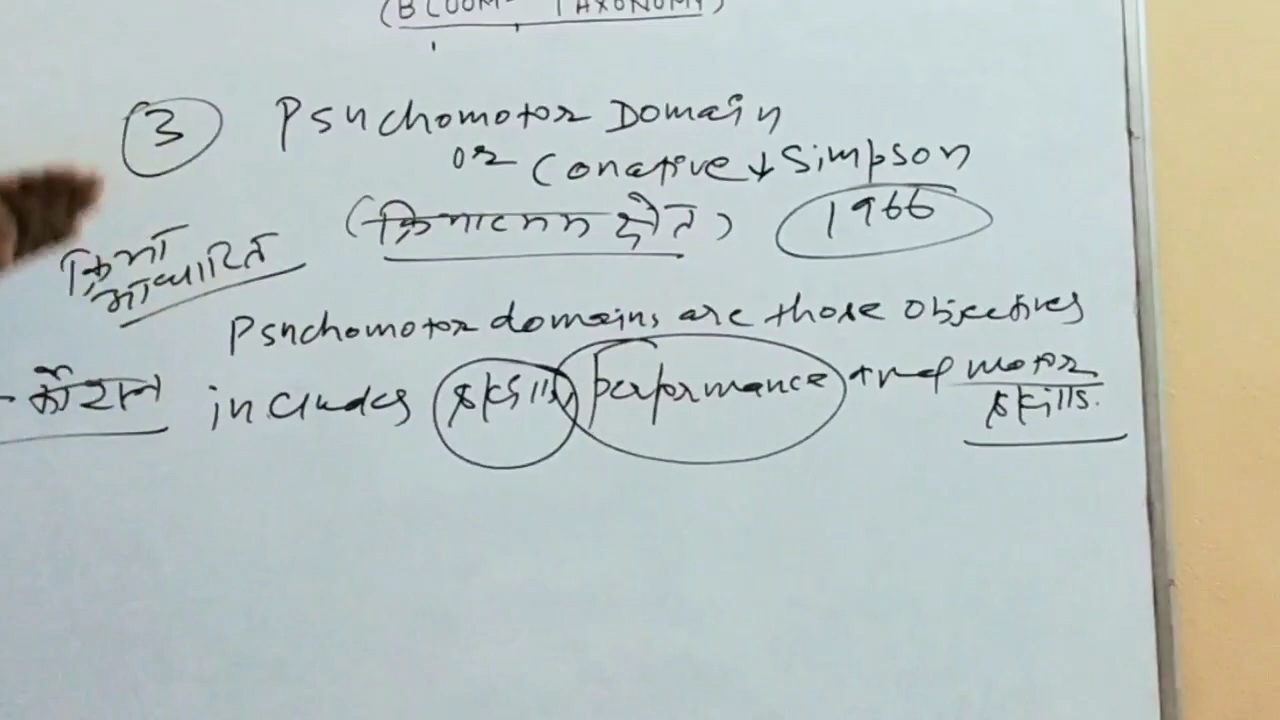 (BLOOM TAXONOMY)
3 Psychomotor Domain
or Conative ↓ Simpson
(क्रियात्मक क्षेत्र) 1966
क्रिया
आधारित
Psychomotor domains are those objectives
- कौशल includes skills, performance and motor
skills.